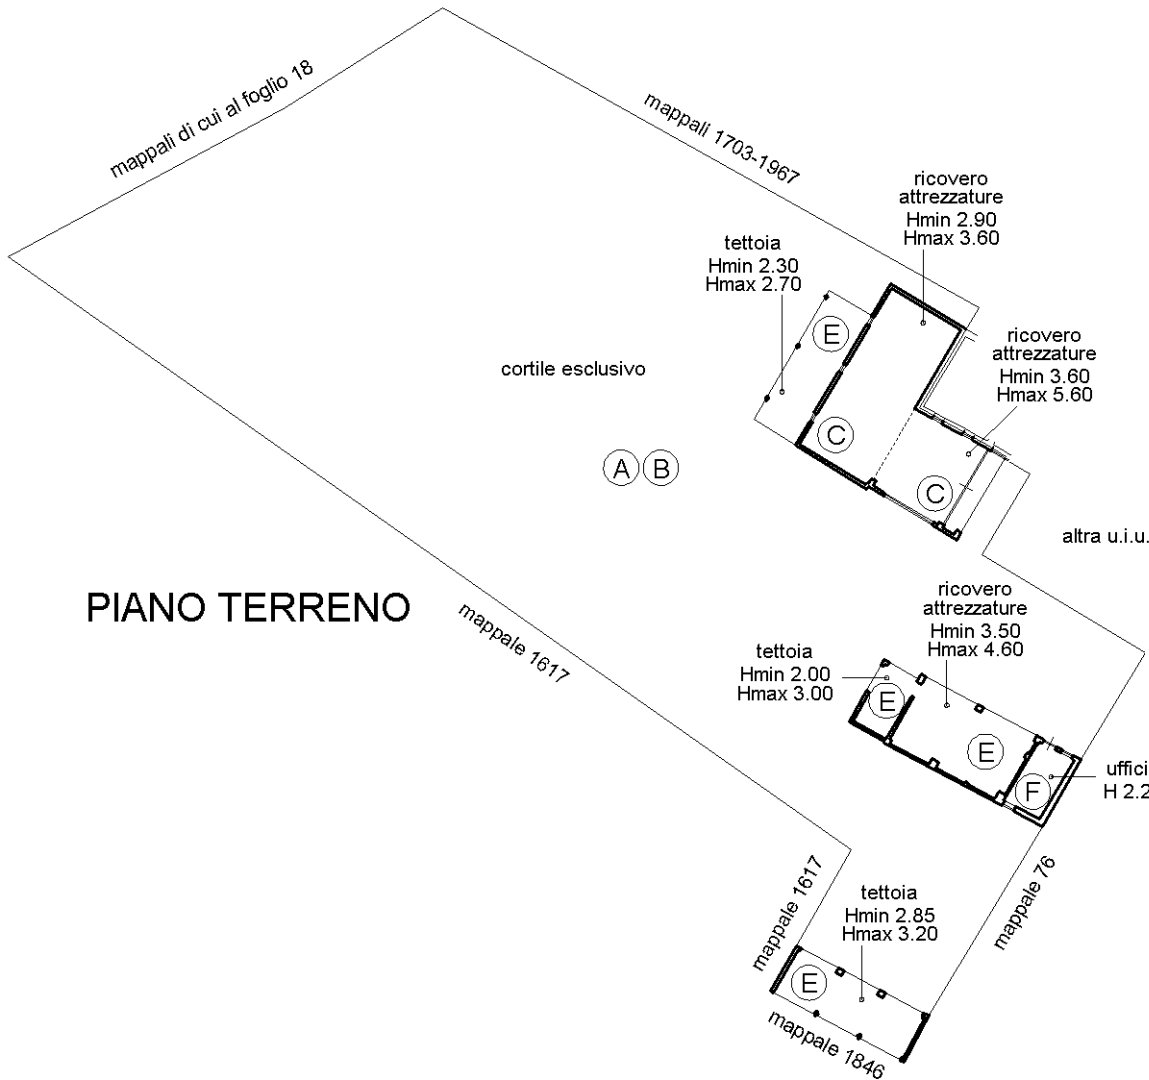 mappali di cui al foglio 18
mappali 1703-1967
ricovero
attrezzature
Hmin 2.90
Hmax 3.60
tettoia
Hmin 2.30
Hmax 2.70
E
ricovero
attrezzature
Hmin 3.60
Hmax 5.60
cortile esclusivo
C
A B
C
altra u.i.u.
PIANO TERRENO
mappale 1617
ricovero
attrezzature
Hmin 3.50
Hmax 4.60
tettoia
Hmin 2.00
Hmax 3.00
E
E
F
uffici
H 2.2
mappale 1617
tettoia
Hmin 2.85
Hmax 3.20
mappale 76
E
mappale 1846